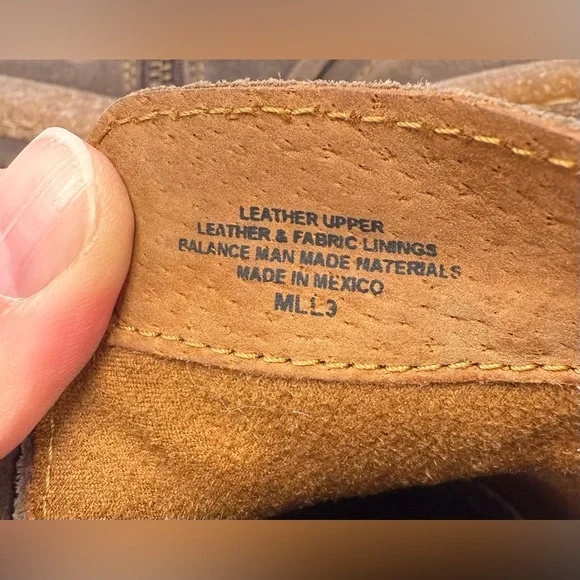 LEATHER UPPER
LEATHER & FABRIC LININGS
BALANCE MAN MADE MATERIALS
MADE IN MEXICO
MLL3